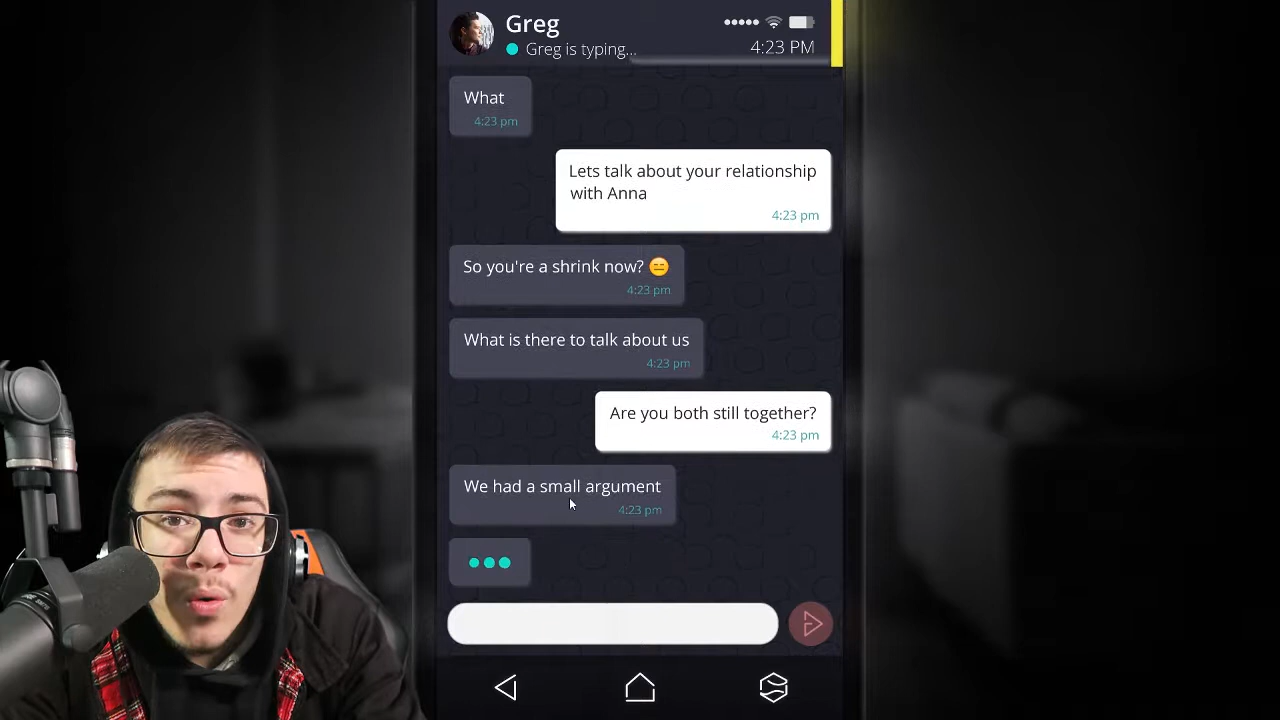 Greg
Greg is typing...
4:23 PM
What
4:23 pm
Lets talk about your relationship
with Anna
4:23 pm
So you're a shrink now? 😑
4:23 pm
What is there to talk about us
4:23 pm
Are you both still together?
4:23 pm
We had a small argument
4:23 pm